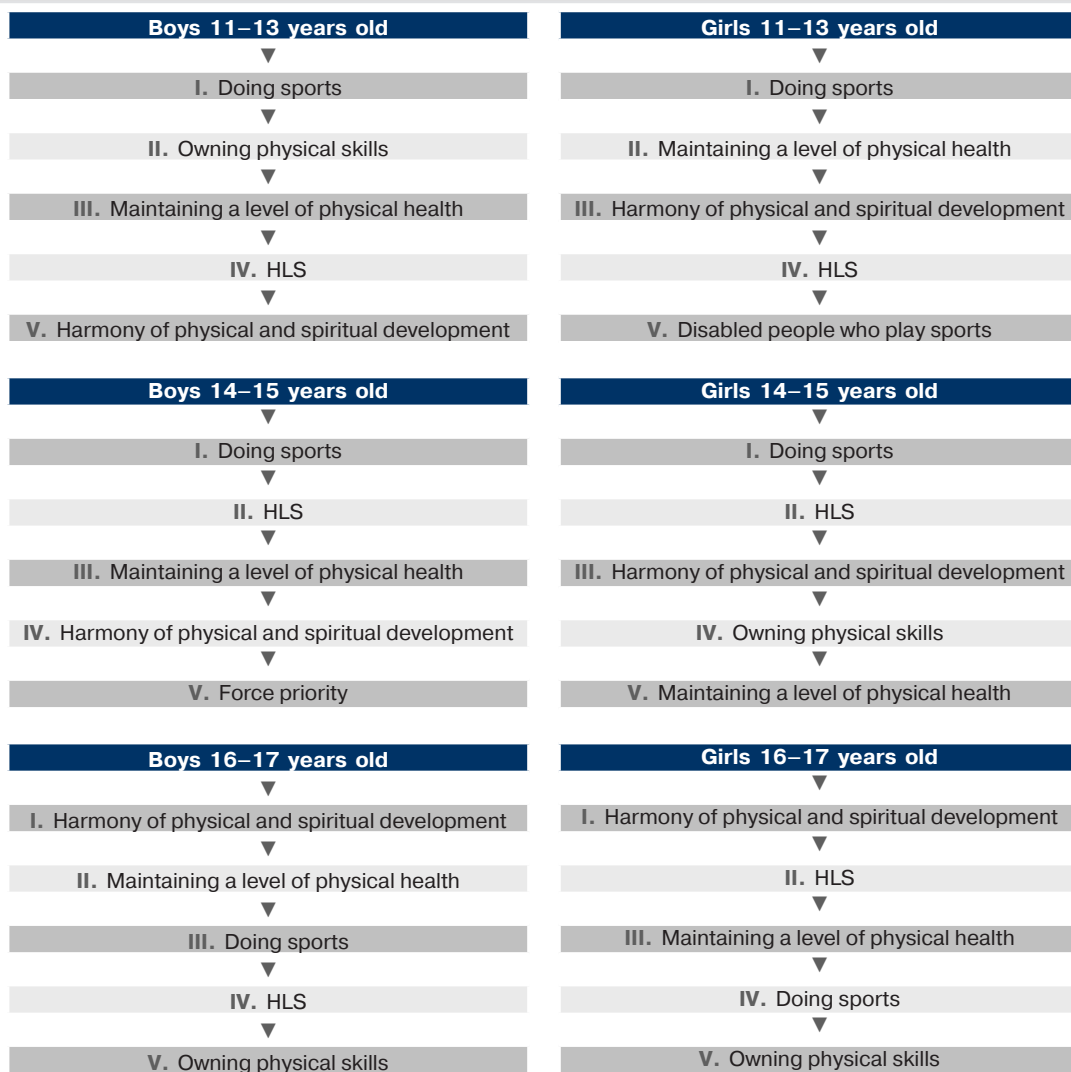 Boys 11–13 years old
I. Doing sports
II. Owning physical skills
III. Maintaining a level of physical health
IV. HLS
V. Harmony of physical and spiritual development
Girls 11–13 years old
I. Doing sports
II. Maintaining a level of physical health
III. Harmony of physical and spiritual development
IV. HLS
V. Disabled people who play sports
Boys 14–15 years old
I. Doing sports
II. HLS
III. Maintaining a level of physical health
IV. Harmony of physical and spiritual development
V. Force priority
Girls 14–15 years old
I. Doing sports
II. HLS
III. Harmony of physical and spiritual development
IV. Owning physical skills
V. Maintaining a level of physical health
Boys 16–17 years old
I. Harmony of physical and spiritual development
II. Maintaining a level of physical health
III. Doing sports
IV. HLS
V. Owning physical skills
Girls 16–17 years old
I. Harmony of physical and spiritual development
II. HLS
III. Maintaining a level of physical health
IV. Doing sports
V. Owning physical skills